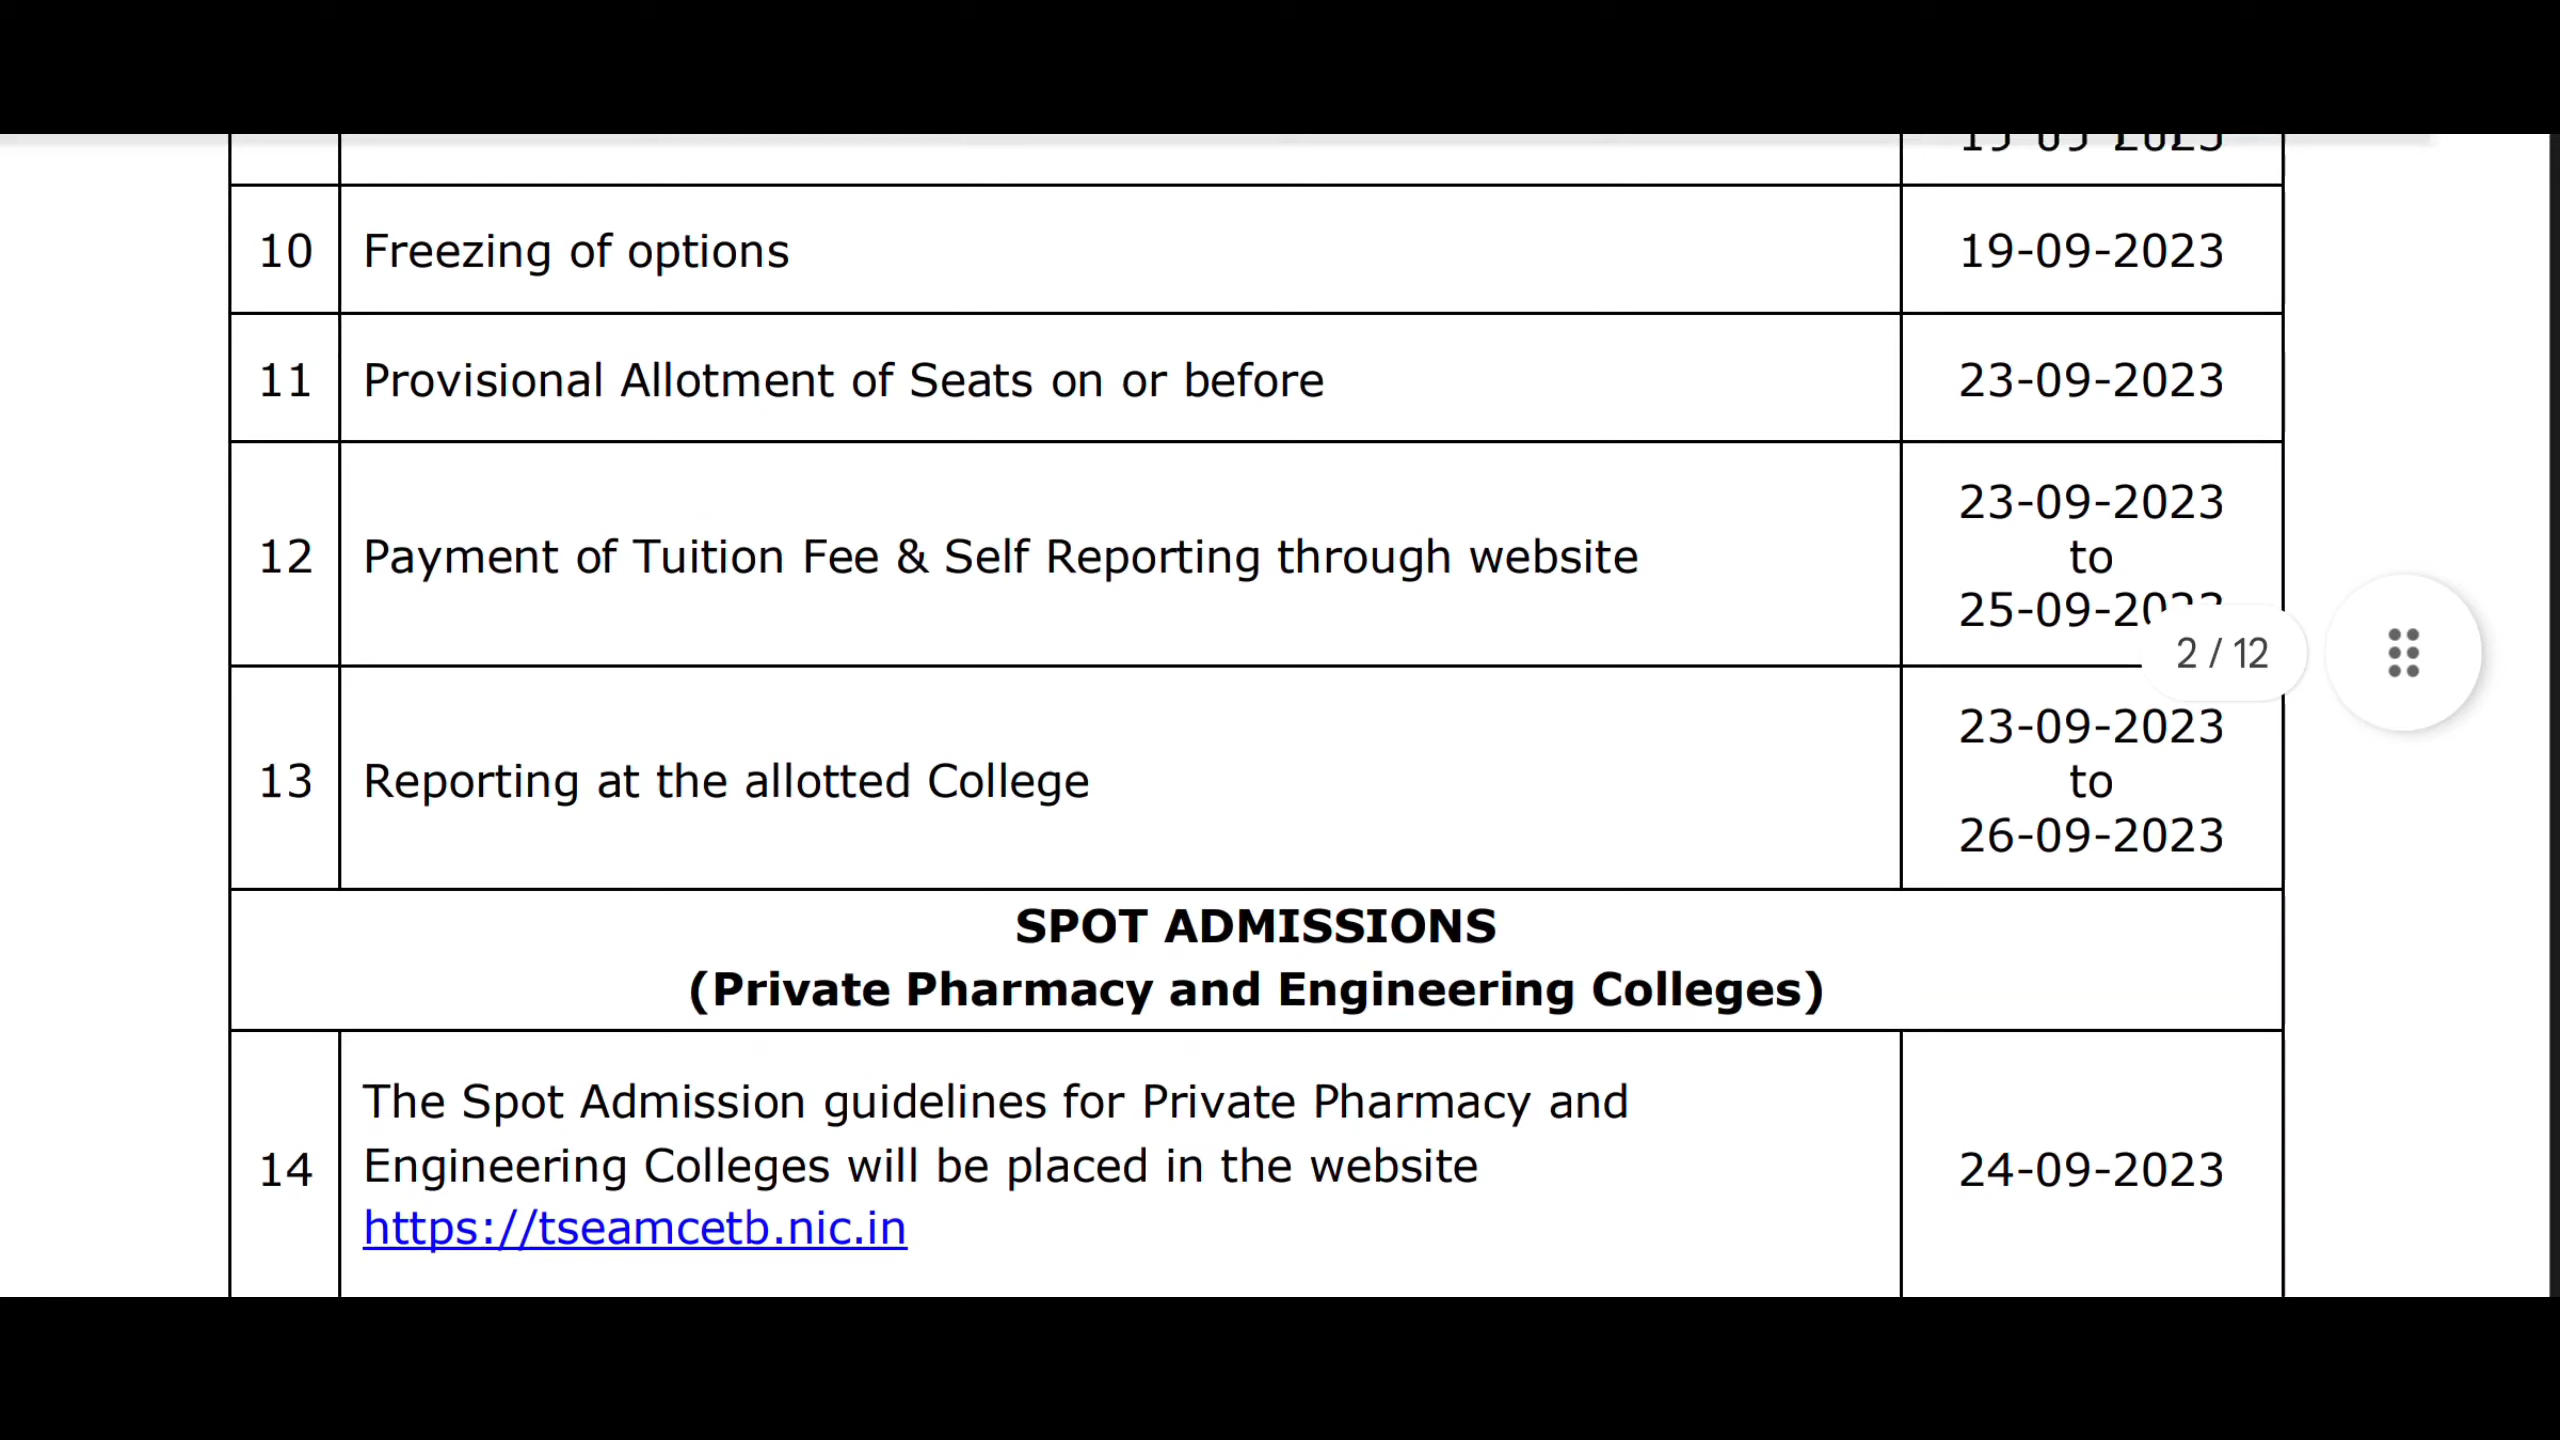 10 Freezing of options 19-09-2023
11 Provisional Allotment of Seats on or before 23-09-2023
23-09-2023
12 Payment of Tuition Fee & Self Reporting through website to
25-09-2023
2 / 12
23-09-2023
13 Reporting at the allotted College to
26-09-2023
SPOT ADMISSIONS
(Private Pharmacy and Engineering Colleges)
The Spot Admission guidelines for Private Pharmacy and
14 Engineering Colleges will be placed in the website 24-09-2023
https://tseamcetb.nic.in